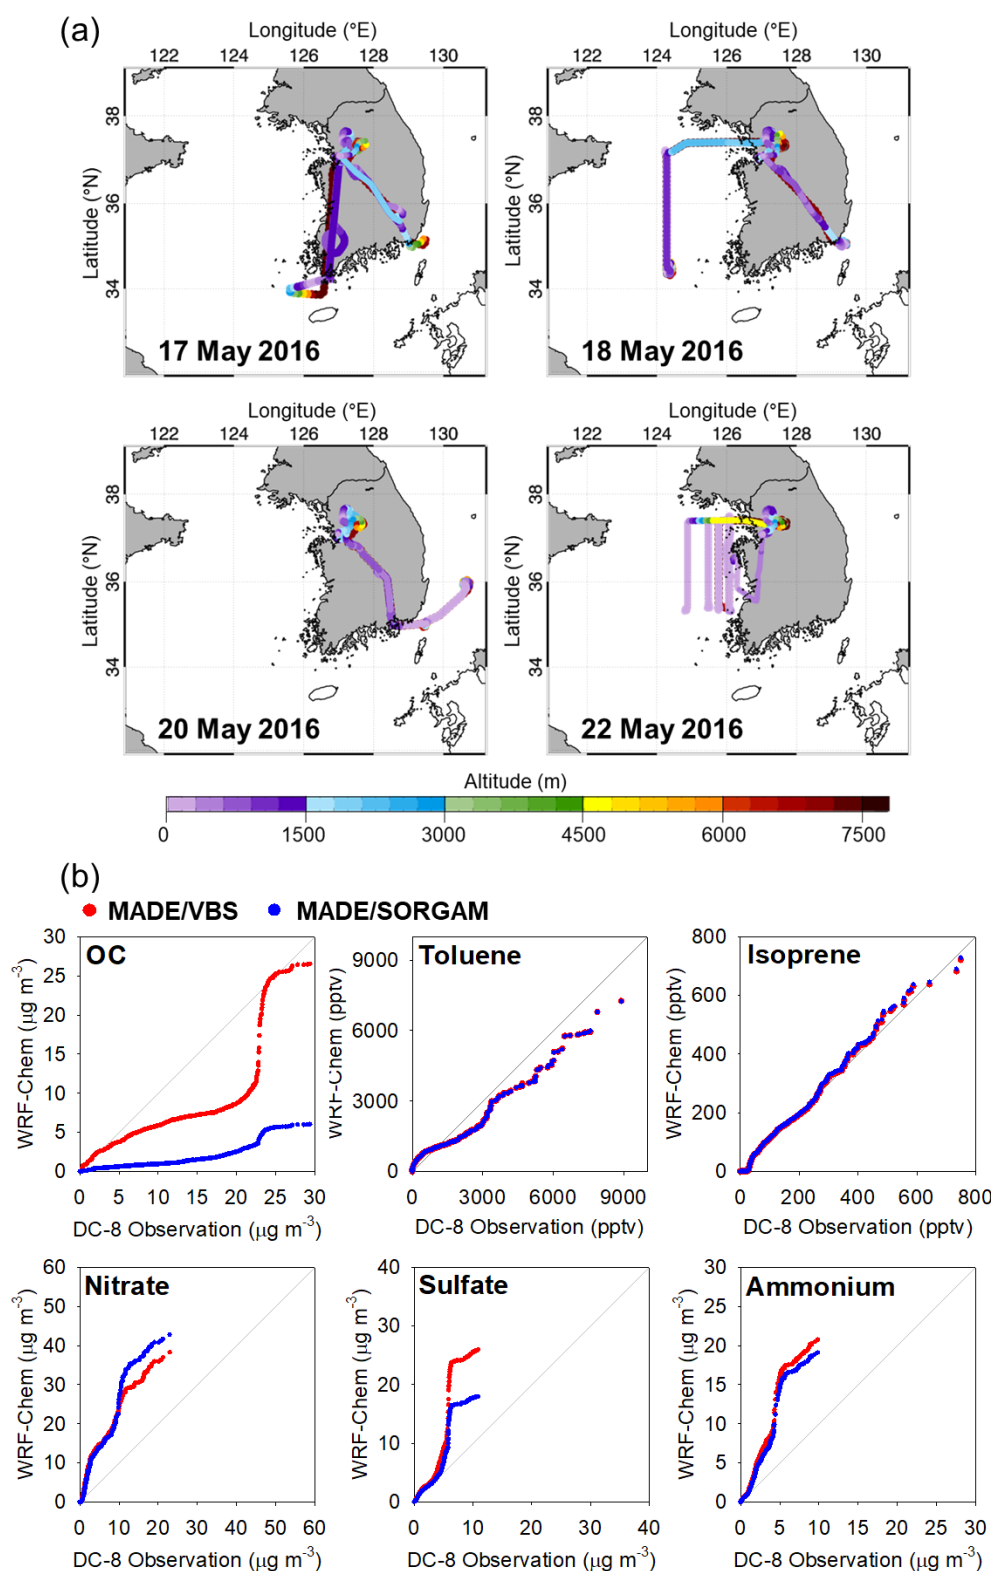 (a)
Longitude (°E)
Longitude (°E)
122 124 126 128 130
122 124 126 128 130
Latitude (°N)
38
36
34
17 May 2016
Latitude (°N)
38
36
34
18 May 2016
Longitude (°E)
Longitude (°E)
122 124 126 128 130
122 124 126 128 130
Latitude (°N)
38
36
34
20 May 2016
Latitude (°N)
38
36
34
22 May 2016
Altitude (m)
0 1500 3000 4500 6000 7500
(b)
MADE/VBS MADE/SORGAM
OC
WRF-Chem (μg m-3)
30
25
20
15
10
5
0
0 5 10 15 20 25 30
DC-8 Observation (μg m-3)
Toluene
WRF-Chem (pptv)
9000
6000
3000
0
0 3000 6000 9000
DC-8 Observation (pptv)
Isoprene
WRF-Chem (pptv)
800
600
400
200
0
0 200 400 600 800
DC-8 Observation (pptv)
Nitrate
WRF-Chem (μg m-3)
60
50
40
30
20
10
0
0 10 20 30 40 50 60
DC-8 Observation (μg m-3)
Sulfate
WRF-Chem (μg m-3)
40
30
20
10
0
0 10 20 30 40
DC-8 Observation (μg m-3)
Ammonium
WRF-Chem (μg m-3)
30
25
20
15
10
5
0
0 5 10 15 20 25 30
DC-8 Observation (μg m-3)